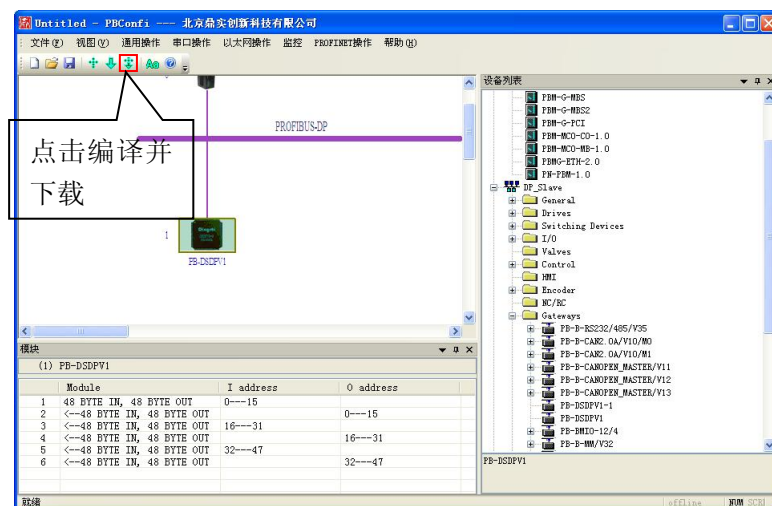 Untitled - PBConfi --- 北京鼎实创新科技有限公司
文件(F) 视图(V) 通用操作 串口操作 以太网操作 监控 PROFINET操作 帮助(H)
点击编译并
下载
PROFIBUS-DP
1
PB-DSDPV1
设备列表
PBM-G-MBS
PBM-G-MBS2
PBM-G-PCI
PBM-MCO-CO-1.0
PBM-MCO-MB-1.0
PBMG-ETH-2.0
PN-PBM-1.0
DP_Slave
General
Drives
Switching Devices
I/O
Valves
Control
HMI
Encoder
NC/RC
Gateways
PB-B-RS232/485/V35
PB-B-CAN2.0A/V10/M0
PB-B-CAN2.0A/V10/M1
PB-B-CANOPEN_MASTER/V11
PB-B-CANOPEN_MASTER/V12
PB-B-CANOPEN_MASTER/V13
PB-DSDPV1-1
PB-DSDPV1
PB-BMIO-12/4
PB-B-MM/V32
PB-DSDPV1
模块
(1) PB-DSDPV1
Module I address O address
1 48 BYTE IN, 48 BYTE OUT 0---15
2 <--48 BYTE IN, 48 BYTE OUT 0---15
3 <--48 BYTE IN, 48 BYTE OUT 16---31
4 <--48 BYTE IN, 48 BYTE OUT 16---31
5 <--48 BYTE IN, 48 BYTE OUT 32---47
6 <--48 BYTE IN, 48 BYTE OUT 32---47
就绪 offline NUM SCRL